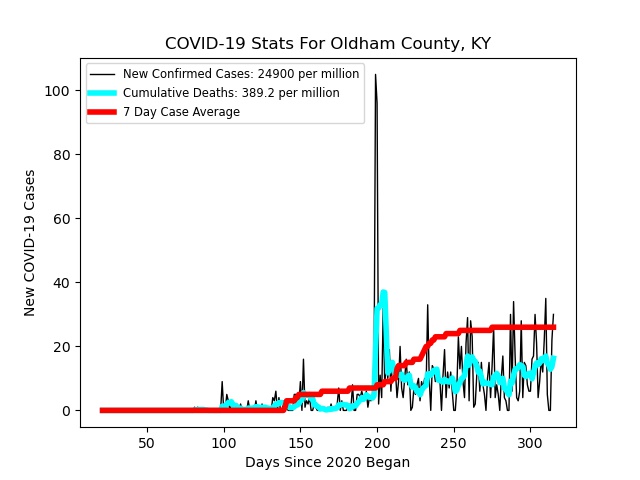 COVID-19 Stats For Oldham County, KY
New Confirmed Cases: 24900 per million
Cumulative Deaths: 389.2 per million
7 Day Case Average
New COVID-19 Cases
100
80
60
40
20
0
50 100 150 200 250 300
Days Since 2020 Began